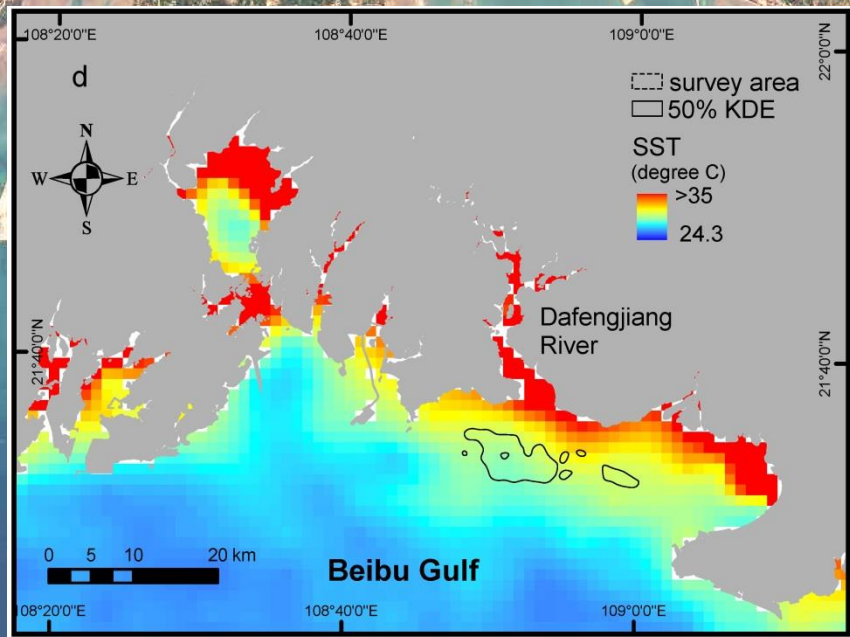 108°20'0"E
108°40'0"E
109°0'0"E
22°0'0"N
d
survey area
50% KDE
SST
(degree C)
>35
24.3
N
W
E
S
Dafengjiang
River
21°40'0"N
21°40'0"N
0 5 10 20 km
Beibu Gulf
108°20'0"E
108°40'0"E
109°0'0"E